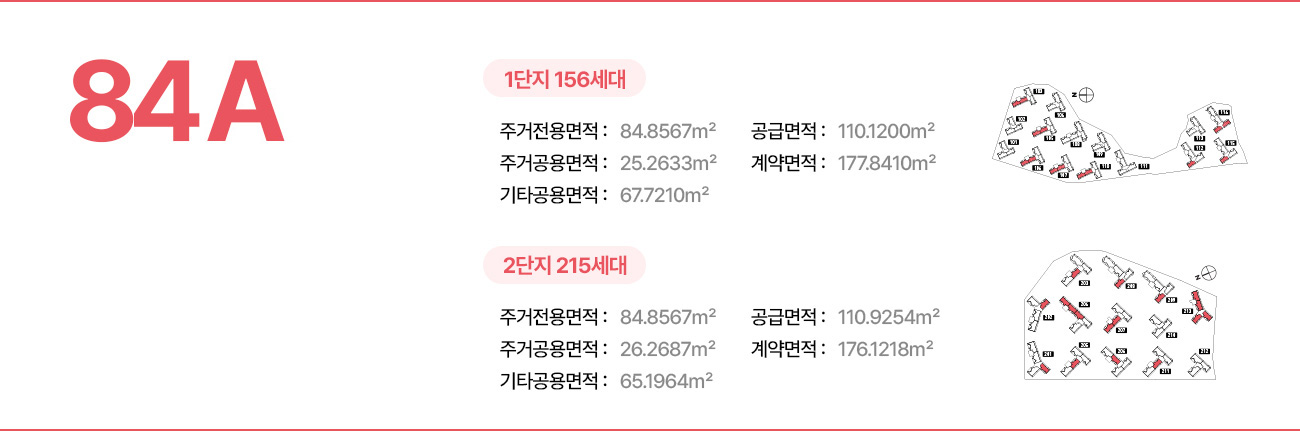 84A
1단지 156세대
주거전용면적 : 84.8567m² 공급면적 : 110.1200m²
주거공용면적 : 25.2633m² 계약면적 : 177.8410m²
기타공용면적 : 67.7210m²
2단지 215세대
주거전용면적 : 84.8567m² 공급면적 : 110.9254m²
주거공용면적 : 26.2687m² 계약면적 : 176.1218m²
기타공용면적 : 65.1964m²